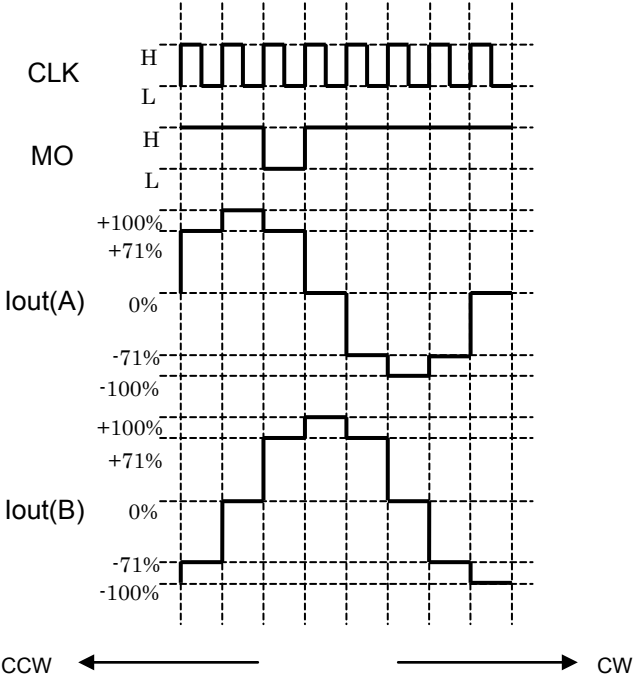 CLK
H
L
MO
H
L
Iout(A)
+100%
+71%
0%
-71%
-100%
Iout(B)
+100%
+71%
0%
-71%
-100%
CCW
CW